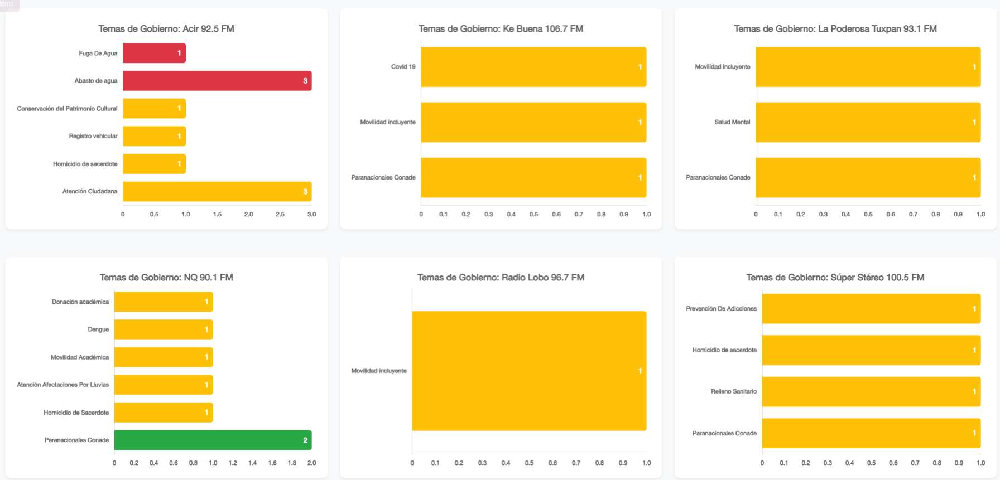 Temas de Gobierno: Acir 92.5 FM
Fuga De Agua 1
Abasto de agua 3
Conservación del Patrimonio Cultural 1
Registro vehicular 1
Homicidio de sacerdote 1
Atención Ciudadana 3
0 0.5 1.0 1.5 2.0 2.5 3.0
Temas de Gobierno: Ke Buena 106.7 FM
Covid 19 1
Movilidad incluyente 1
Paranacionales Conade 1
0 0.1 0.2 0.3 0.4 0.5 0.6 0.7 0.8 0.9 1.0
Temas de Gobierno: La Poderosa Tuxpan 93.1 FM
Movilidad incluyente 1
Salud Mental 1
Paranacionales Conade 1
0 0.1 0.2 0.3 0.4 0.5 0.6 0.7 0.8 0.9 1.0
Temas de Gobierno: NQ 90.1 FM
Donación académica 1
Dengue 1
Movilidad Académica 1
Atención Afectaciones Por Lluvias 1
Homicidio de Sacerdote 1
Paranacionales Conade 2
0 0.2 0.4 0.6 0.8 1.0 1.2 1.4 1.6 1.8 2.0
Temas de Gobierno: Radio Lobo 96.7 FM
Movilidad incluyente 1
0 0.1 0.2 0.3 0.4 0.5 0.6 0.7 0.8 0.9 1.0
Temas de Gobierno: Súper Stéreo 100.5 FM
Prevención De Adicciones 1
Homicidio de sacerdote 1
Relleno Sanitario 1
Paranacionales Conade 1
0 0.1 0.2 0.3 0.4 0.5 0.6 0.7 0.8 0.9 1.0